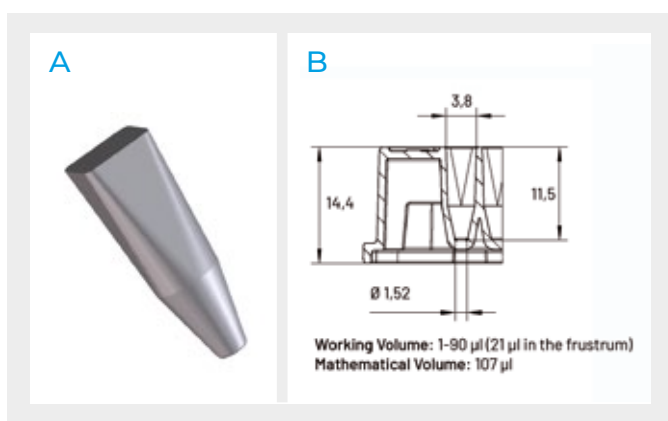 A
B
3,8
14,4
11,5
Ø 1,52
Working Volume: 1-90 µl (21 µl in the frustrum)
Mathematical Volume: 107 µl